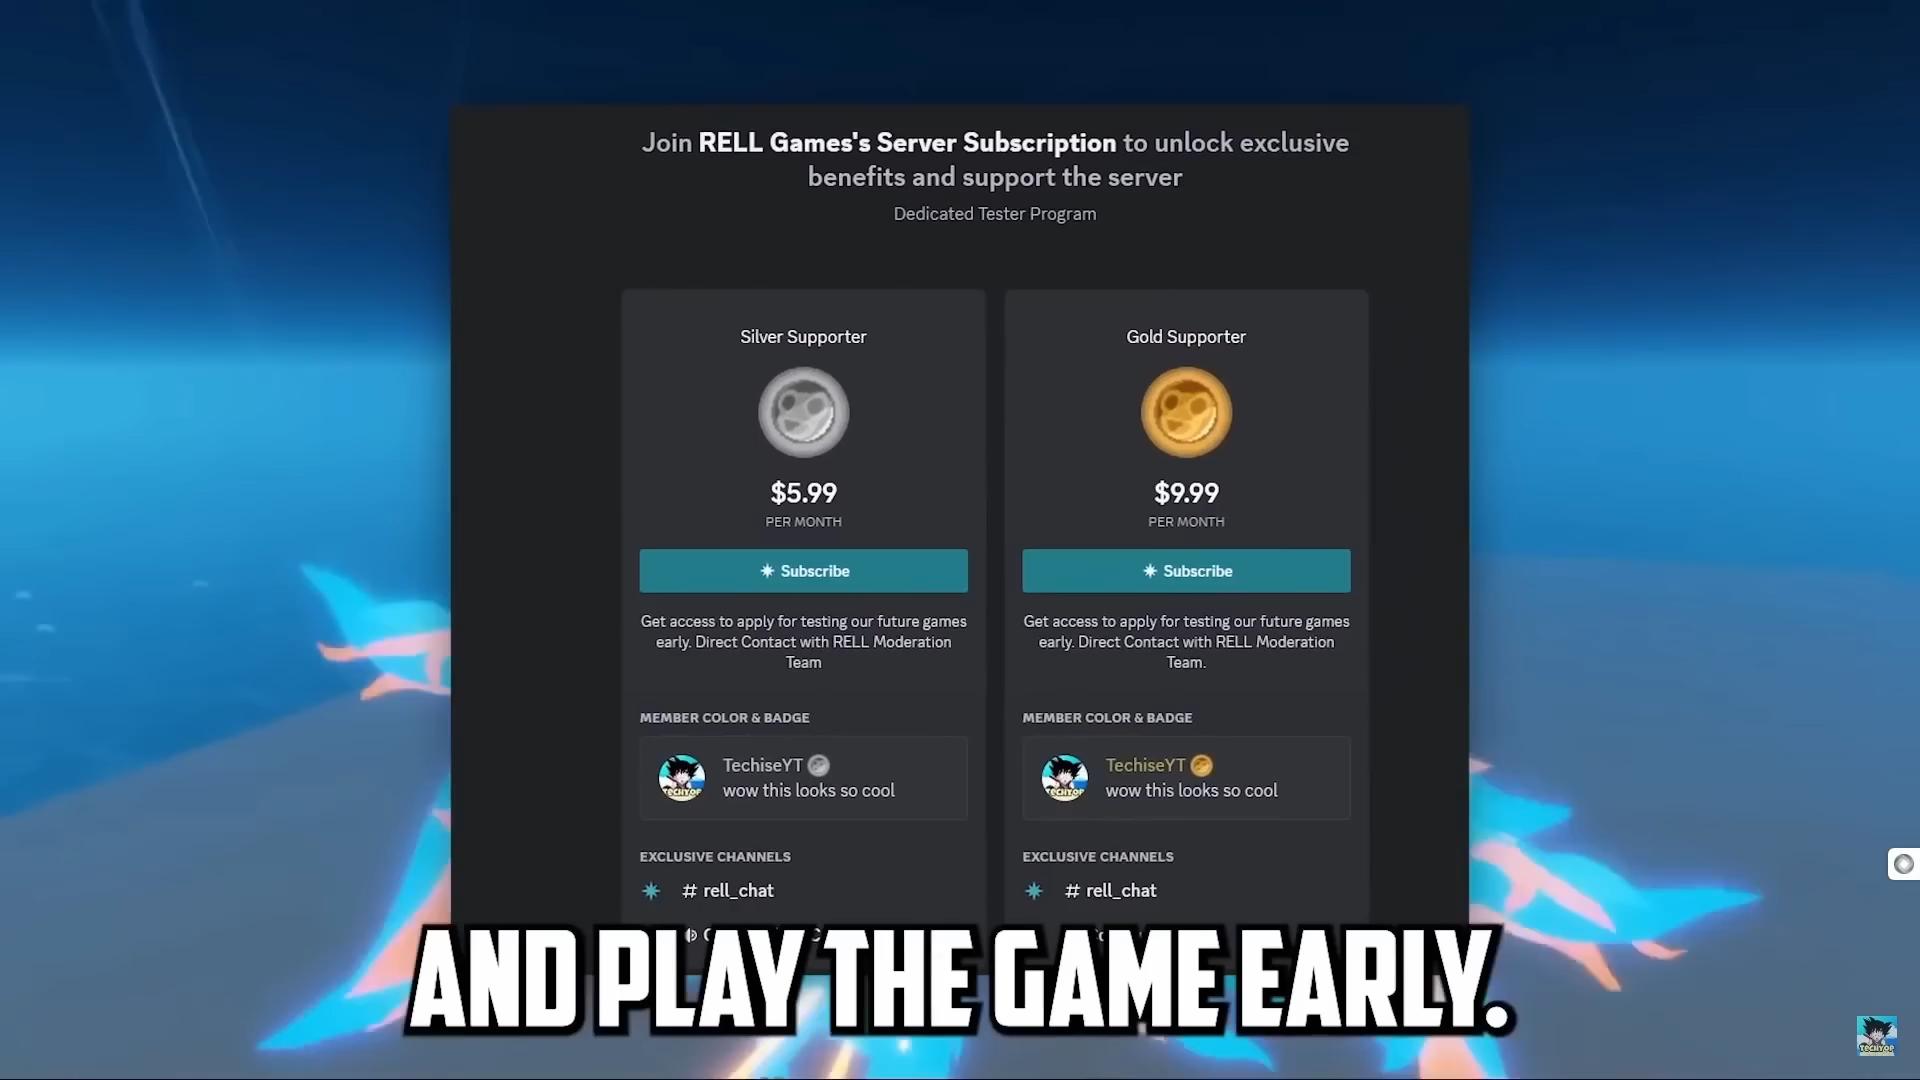 Join RELL Games's Server Subscription to unlock exclusive
benefits and support the server
Dedicated Tester Program
Silver Supporter
$5.99
PER MONTH
Subscribe
Get access to apply for testing our future games
early. Direct Contact with RELL Moderation
Team
MEMBER COLOR & BADGE
TechiseYT
wow this looks so cool
EXCLUSIVE CHANNELS
# rell_chat
Gold Supporter
$9.99
PER MONTH
Subscribe
Get access to apply for testing our future games
early. Direct Contact with RELL Moderation
Team.
MEMBER COLOR & BADGE
TechiseYT
wow this looks so cool
EXCLUSIVE CHANNELS
# rell_chat
AND PLAY THE GAME EARLY.
TECHYOP